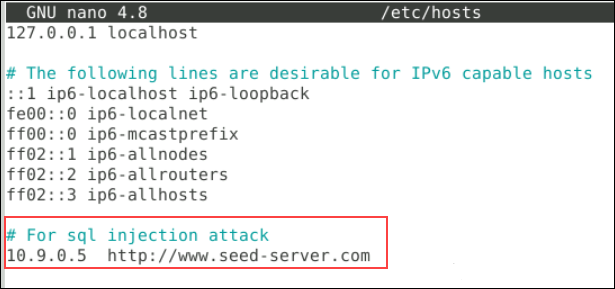 GNU nano 4.8 /etc/hosts
127.0.0.1 localhost
# The following lines are desirable for IPv6 capable hosts
::1 ip6-localhost ip6-loopback
fe00::0 ip6-localnet
ff00::0 ip6-mcastprefix
ff02::1 ip6-allnodes
ff02::2 ip6-allrouters
ff02::3 ip6-allhosts
# For sql injection attack
10.9.0.5  http://www.seed-server.com